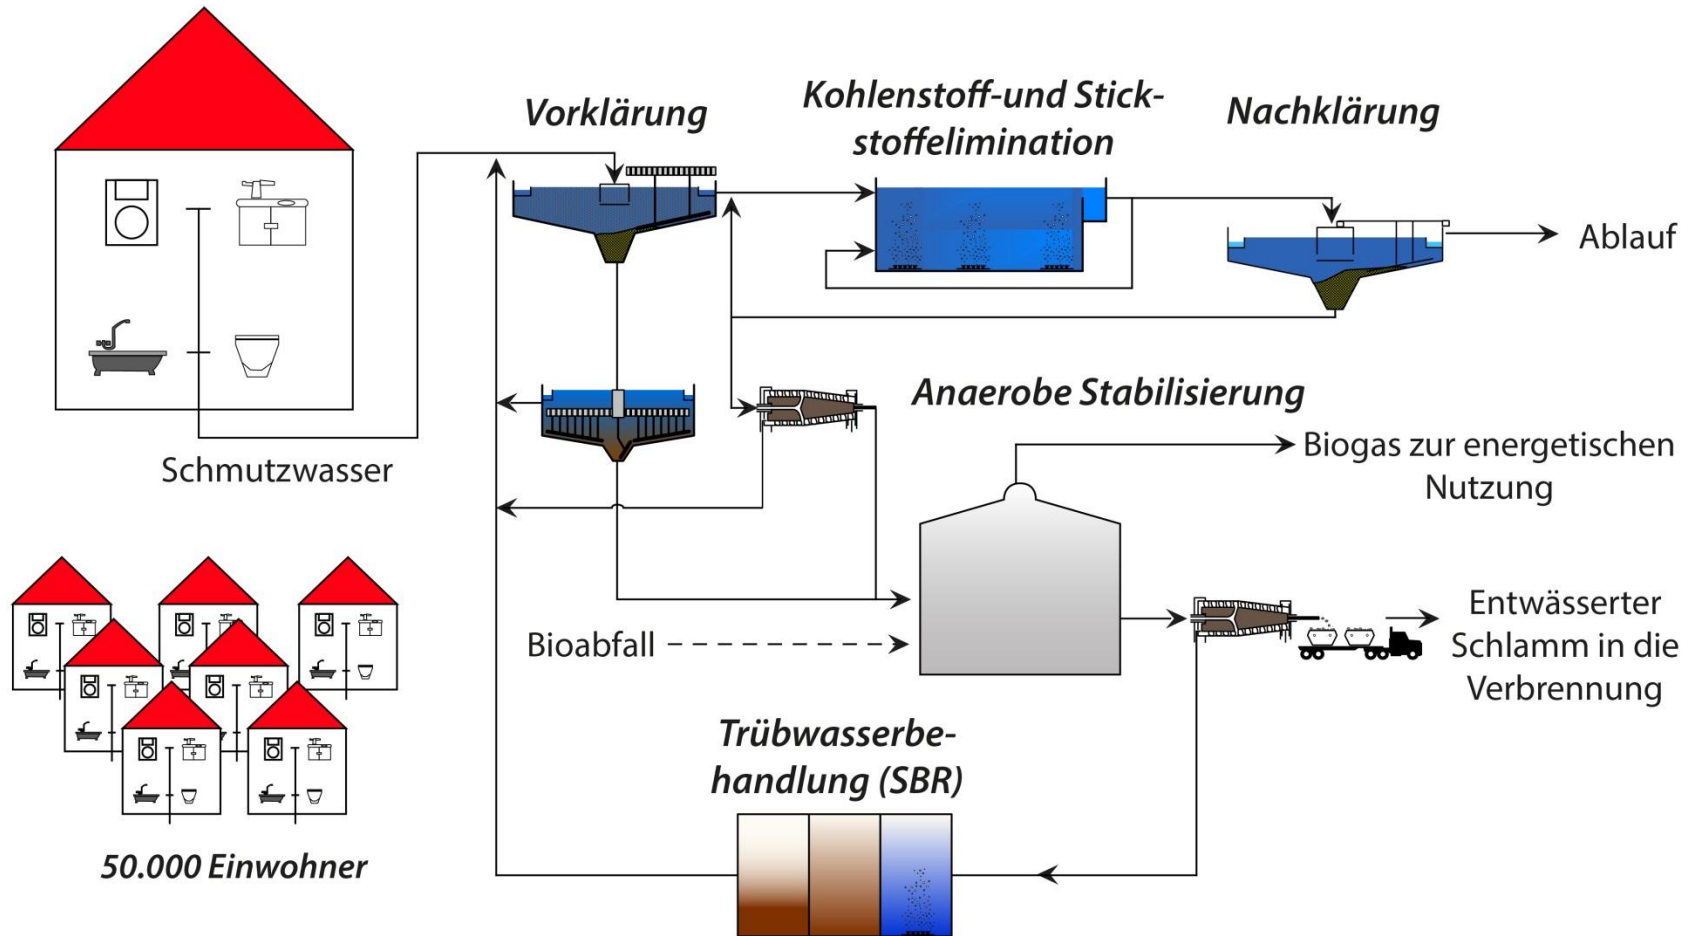 Vorklärung
Kohlenstoff-und Stick-
stoffelimination
Nachklärung
Ablauf
Schmutzwasser
Anaerobe Stabilisierung
Biogas zur energetischen
Nutzung
Bioabfall
Entwässerter
Schlamm in die
Verbrennung
Trübwasserbe-
handlung (SBR)
50.000 Einwohner